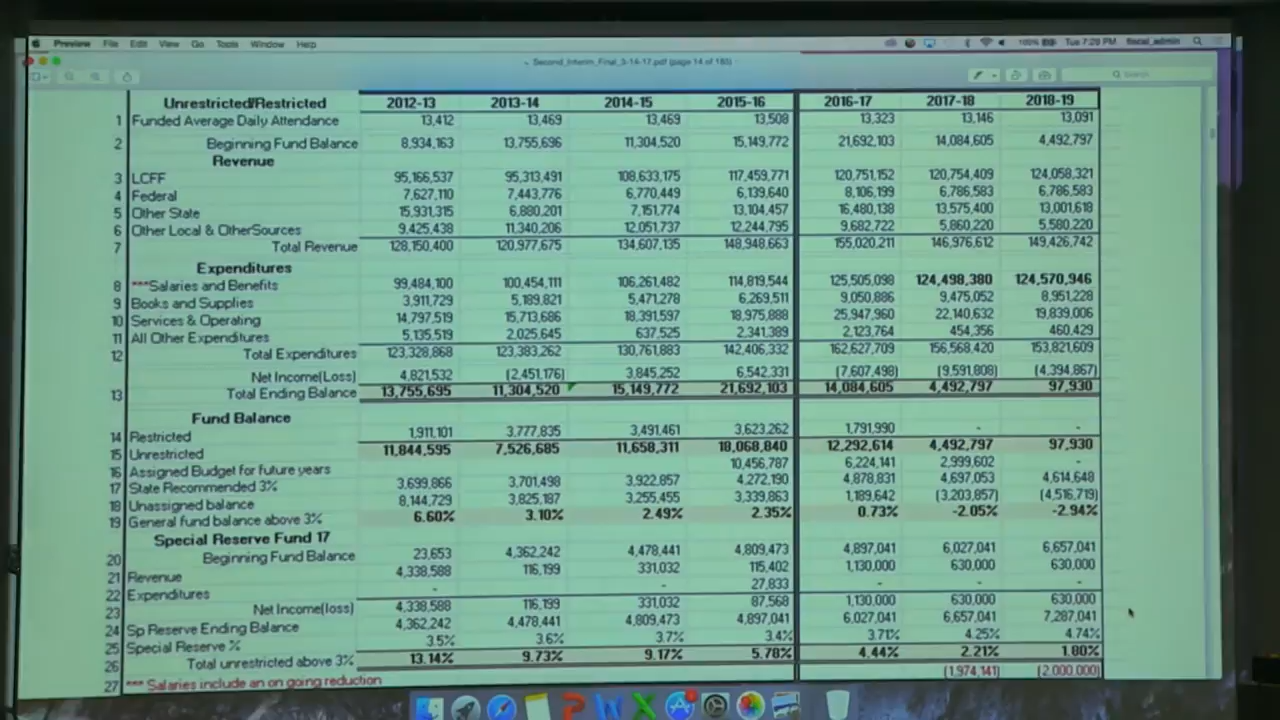 Preview File Edit View Go Tools Window Help 100% Tue 7:28 PM fiscal_admin
Second_Interim_Final_3-14-17.pdf (page 14 of 185)
Search
Unrestricted/Restricted 2012-13 2013-14 2014-15 2015-16 2016-17 2017-18 2018-19
1 Funded Average Daily Attendance 13,412 13,469 13,469 13,508 13,323 13,146 13,091
2 Beginning Fund Balance 8,934,163 13,755,696 11,304,520 15,149,772 21,692,103 14,084,605 4,492,797
Revenue
3 LCFF 95,166,537 95,313,491 108,633,175 117,459,771 120,751,152 120,754,409 124,058,321
4 Federal 7,627,110 7,443,776 6,770,449 6,139,640 8,106,199 6,786,583 6,786,583
5 Other State 15,931,315 6,880,201 7,151,774 13,104,457 16,480,138 13,575,400 13,001,618
6 Other Local & OtherSources 9,425,438 11,340,206 12,051,737 12,244,795 9,682,722 5,860,220 5,580,220
7 Total Revenue 128,150,400 120,977,675 134,607,135 148,948,663 155,020,211 146,976,612 149,426,742
Expenditures
8 ***Salaries and Benefits 99,484,100 100,454,111 106,261,482 114,819,544 125,505,098 124,498,380 124,570,946
9 Books and Supplies 3,911,729 5,189,821 5,471,278 6,269,511 9,050,886 9,475,052 8,951,228
10 Services & Operating 14,797,519 15,713,686 18,391,597 18,975,888 25,947,960 22,140,632 19,839,006
11 All Other Expenditures 5,135,519 2,025,645 637,525 2,341,389 2,123,764 454,356 460,429
12 Total Expenditures 123,328,868 123,383,262 130,761,883 142,406,332 162,627,709 156,568,420 153,821,609
Net Income(Loss) 4,821,532 (2,451,176) 3,845,252 6,542,331 (7,607,498) (9,591,808) (4,394,867)
13 Total Ending Balance 13,755,695 11,304,520 15,149,772 21,692,103 14,084,605 4,492,797 97,930
Fund Balance
14 Restricted 1,911,101 3,777,835 3,491,461 3,623,262 1,791,990 - -
15 Unrestricted 11,844,595 7,526,685 11,658,311 18,068,840 12,292,614 4,492,797 97,930
16 Assigned Budget for future years 10,456,787 6,224,141 2,999,602 -
17 State Recommended 3% 3,699,866 3,701,498 3,922,857 4,272,190 4,878,831 4,697,053 4,614,648
18 Unassigned balance 8,144,729 3,825,187 3,255,455 3,339,863 1,189,642 (3,203,857) (4,516,719)
19 General fund balance above 3% 6.60% 3.10% 2.49% 2.35% 0.73% -2.05% -2.94%
Special Reserve Fund 17
20 Beginning Fund Balance 23,653 4,362,242 4,478,441 4,809,473 4,897,041 6,027,041 6,657,041
21 Revenue 4,338,588 116,199 331,032 115,402 1,130,000 630,000 630,000
22 Expenditures - - 27,833 - - -
23 Net Income(loss) 4,338,588 116,199 331,032 87,568 1,130,000 630,000 630,000
24 Sp Reserve Ending Balance 4,362,242 4,478,441 4,809,473 4,897,041 6,027,041 6,657,041 7,287,041
25 Special Reserve % 3.5% 3.6% 3.7% 3.4% 3.71% 4.25% 4.74%
26 Total unrestricted above 3% 13.14% 9.73% 9.17% 5.78% 4.44% 2.21% 1.80%
27 *** Salaries include an on going reduction (1,974,141) (2,000,000)